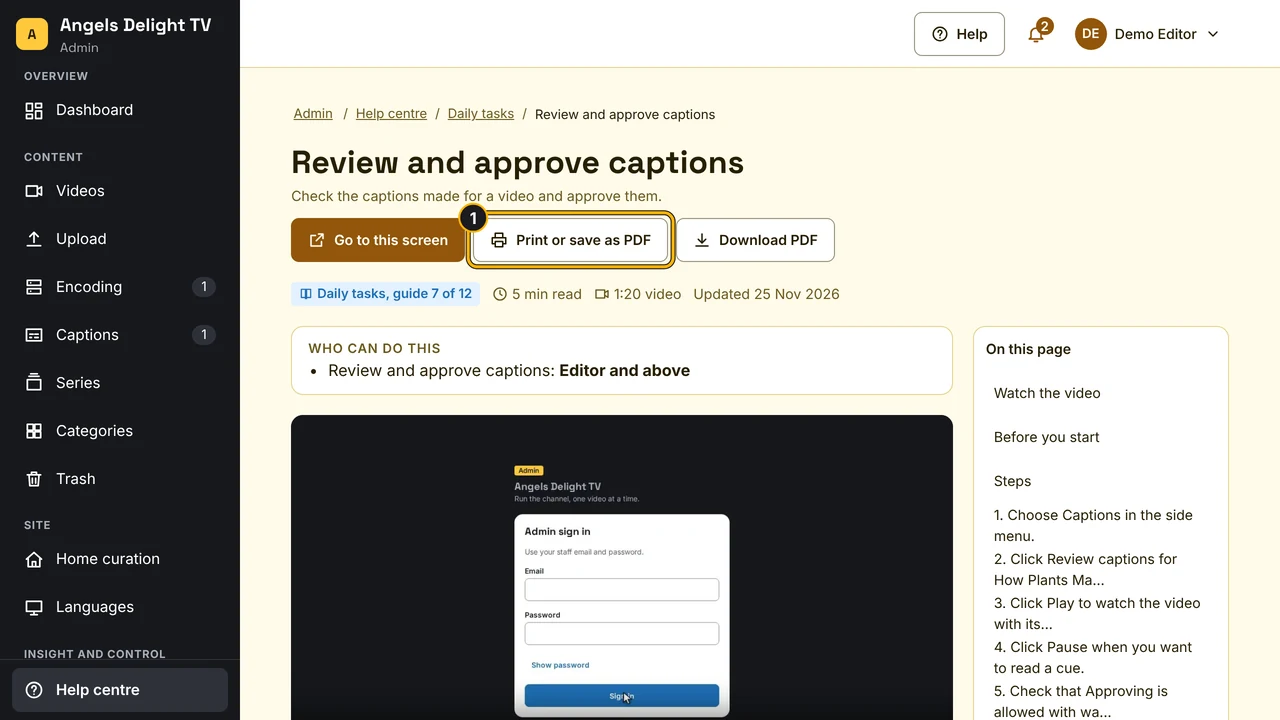 A
Angels Delight TV
Admin
OVERVIEW
Dashboard
CONTENT
Videos
Upload
Encoding 1
Captions 1
Series
Categories
Trash
SITE
Home curation
Languages
INSIGHT AND CONTROL
Help centre
Help
2
DE
Demo Editor
Admin / Help centre / Daily tasks / Review and approve captions
Review and approve captions
Check the captions made for a video and approve them.
1
Go to this screen
Print or save as PDF
Download PDF
Daily tasks, guide 7 of 12
5 min read
1:20 video
Updated 25 Nov 2026
WHO CAN DO THIS
• Review and approve captions: Editor and above
Admin
Angels Delight TV
Run the channel, one video at a time.
Admin sign in
Use your staff email and password.
Email
Password
Show password
Sign in
On this page
Watch the video
Before you start
Steps
1. Choose Captions in the side
menu.
2. Click Review captions for
How Plants Ma...
3. Click Play to watch the video
with its...
4. Click Pause when you want
to read a cue.
5. Check that Approving is
allowed with wa...